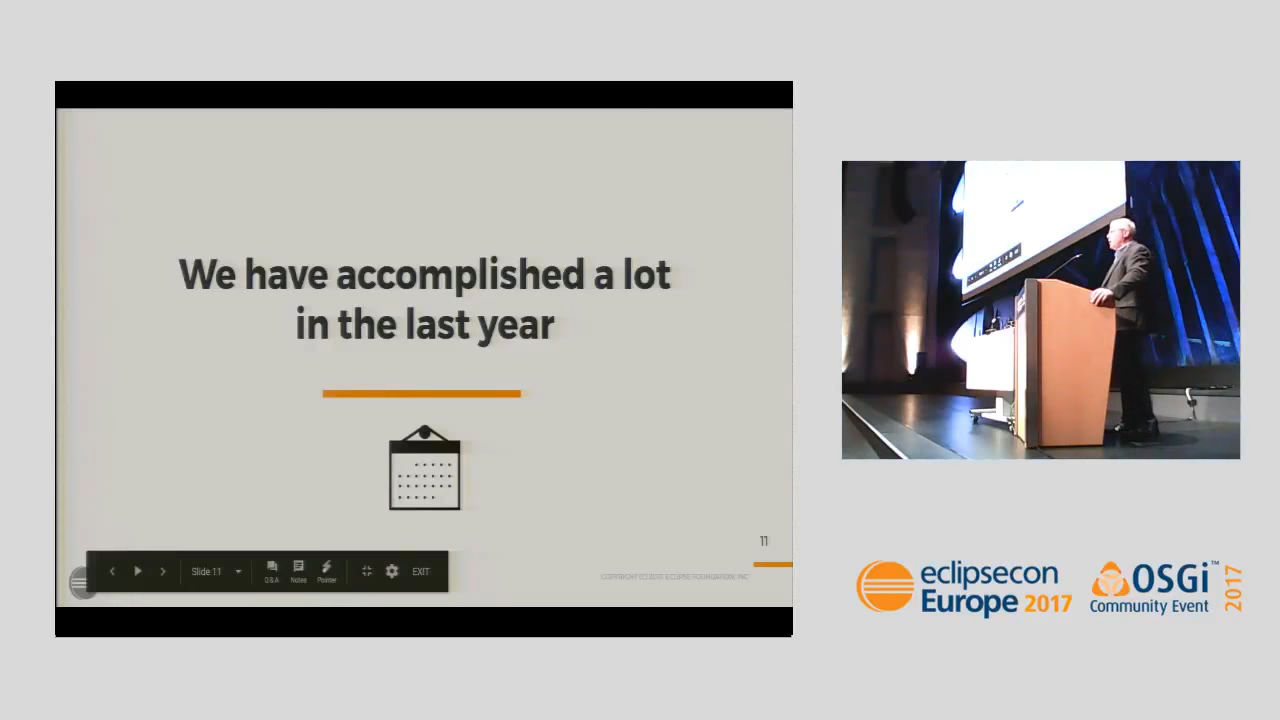 We have accomplished a lot
in the last year
11
COPYRIGHT (C) 2017, ECLIPSE FOUNDATION, INC.
Slide 11
Q&A
Notes
Pointer
EXIT
eclipsecon
Europe 2017
OSGi™
Community Event
2017